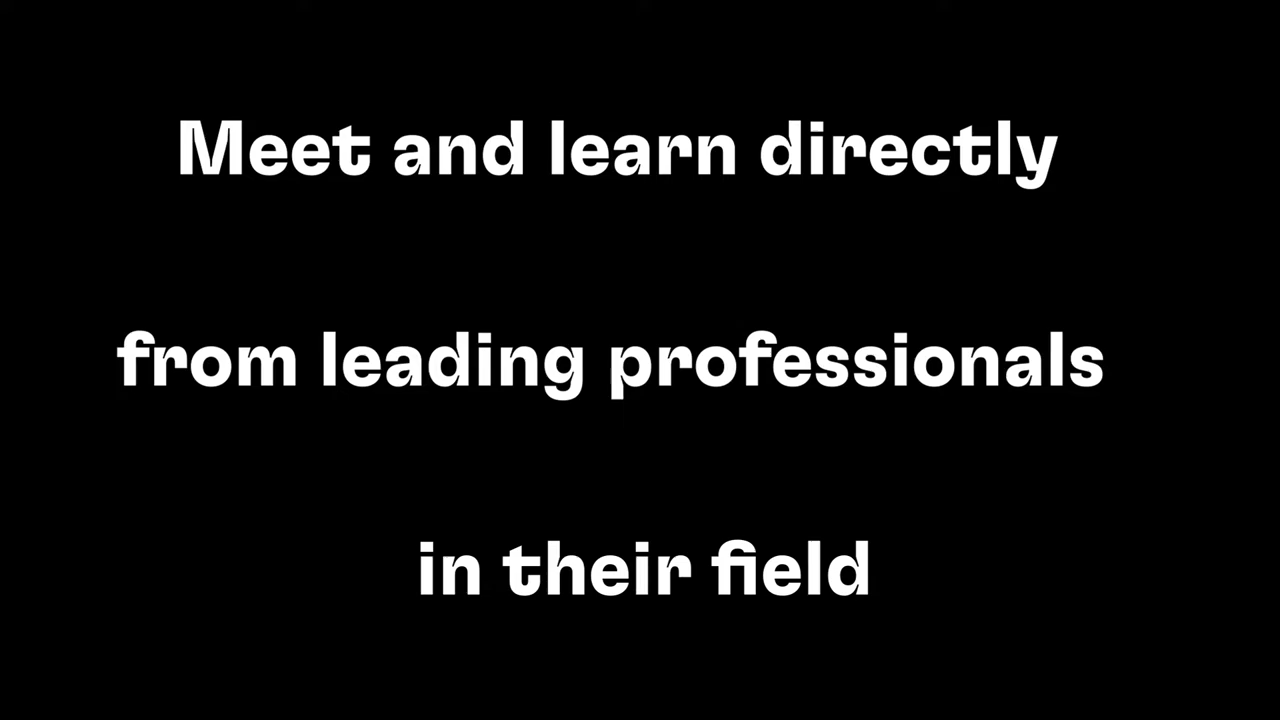 Meet and learn directly
from leading professionals
in their field